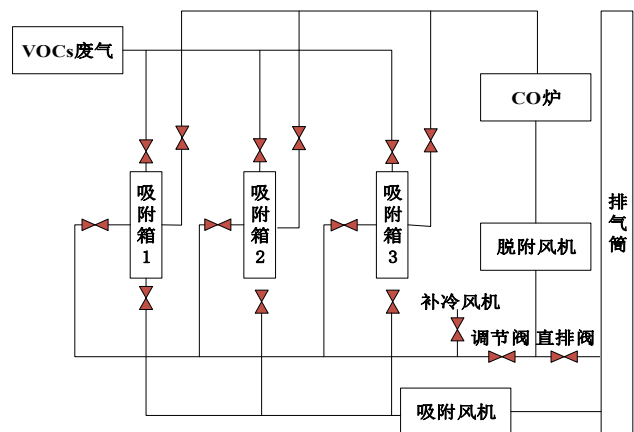 VOCs废气
CO炉
吸附箱1
吸附箱2
吸附箱3
排气筒
脱附风机
补冷风机
调节阀
直排阀
吸附风机